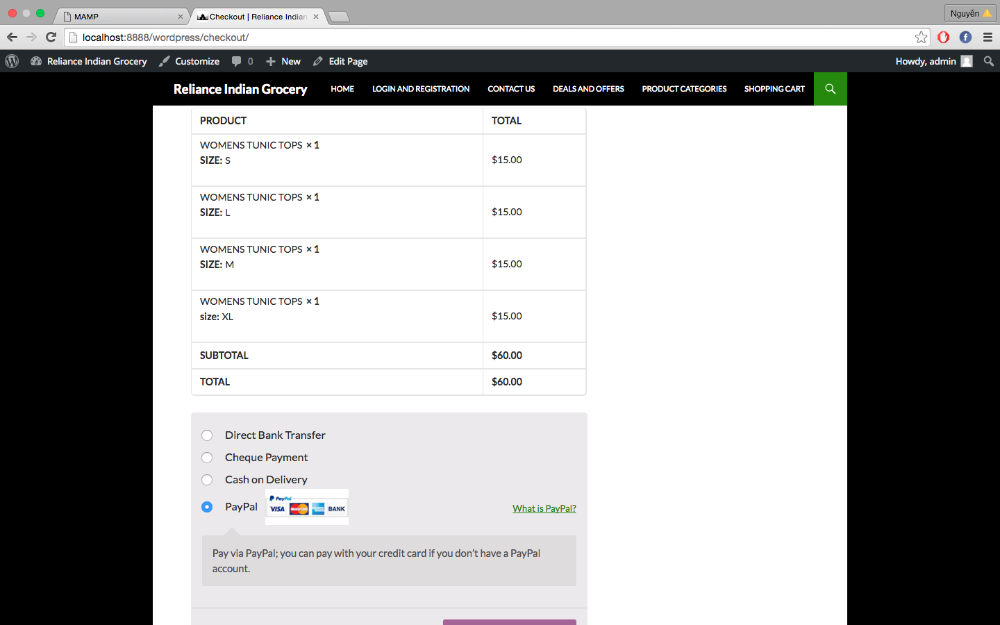 MAMP
Checkout | Reliance Indian
Nguyễn
localhost:8888/wordpress/checkout/
Reliance Indian Grocery
Customize
0
New
Edit Page
Howdy, admin
Reliance Indian Grocery
HOME
LOGIN AND REGISTRATION
CONTACT US
DEALS AND OFFERS
PRODUCT CATEGORIES
SHOPPING CART
PRODUCT TOTAL
WOMENS TUNIC TOPS × 1
SIZE: S
$15.00
WOMENS TUNIC TOPS × 1
SIZE: L
$15.00
WOMENS TUNIC TOPS × 1
SIZE: M
$15.00
WOMENS TUNIC TOPS × 1
size: XL
$15.00
SUBTOTAL $60.00
TOTAL $60.00
Direct Bank Transfer
Cheque Payment
Cash on Delivery
PayPal
PayPal
VISA MasterCard BANK
What is PayPal?
Pay via PayPal; you can pay with your credit card if you don’t have a PayPal
account.